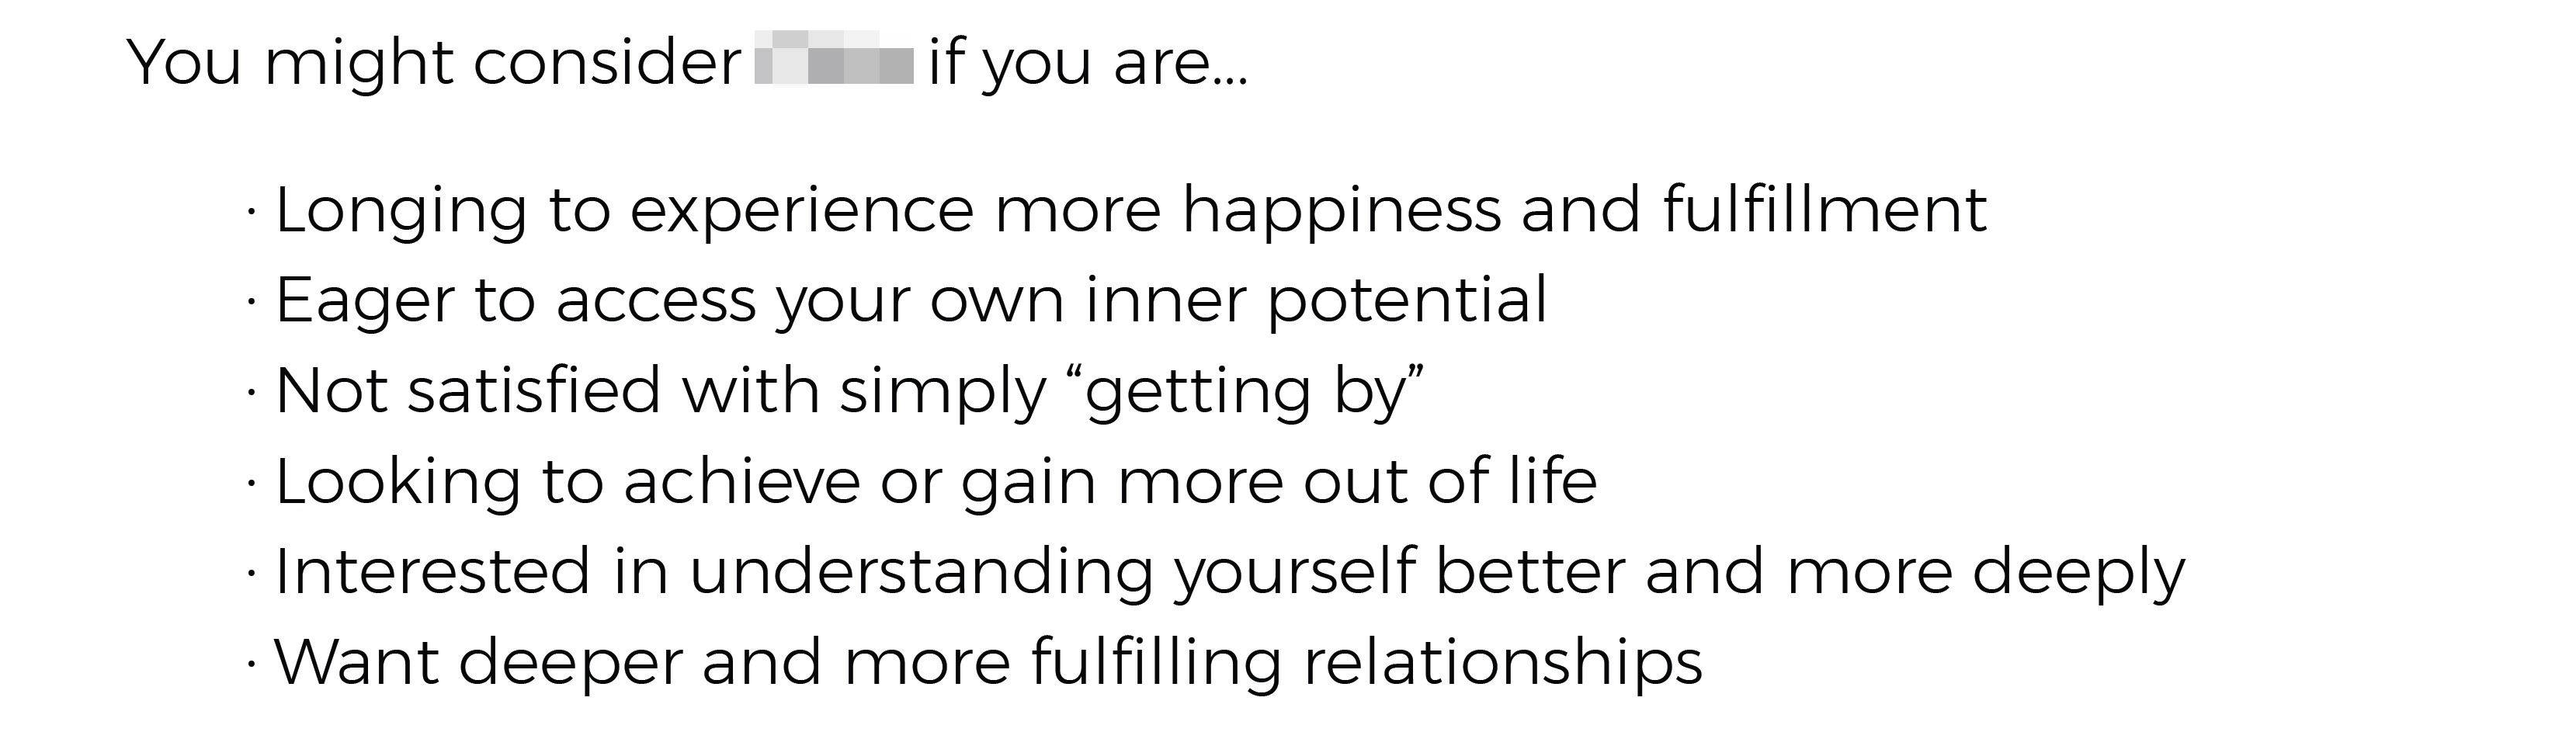 You might consider if you are...
· Longing to experience more happiness and fulfillment
· Eager to access your own inner potential
· Not satisfied with simply “getting by”
· Looking to achieve or gain more out of life
· Interested in understanding yourself better and more deeply
· Want deeper and more fulfilling relationships